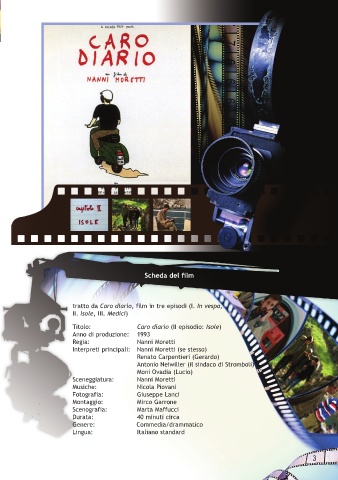 CARO
DIARIO
un film di
NANNI MORETTI
capitolo II
ISOLE
Scheda del film
tratto da Caro diario, film in tre episodi (I. In vespa,
II. Isole, III. Medici)
Titolo: Caro diario (II episodio: Isole)
Anno di produzione: 1993
Regia: Nanni Moretti
Interpreti principali: Nanni Moretti (se stesso)
Renato Carpentieri (Gerardo)
Antonio Neiwiller (il sindaco di Stromboli)
Moni Ovadia (Lucio)
Sceneggiatura: Nanni Moretti
Musiche: Nicola Piovani
Fotografia: Giuseppe Lanci
Montaggio: Mirco Garrone
Scenografia: Marta Maffucci
Durata: 40 minuti circa
Genere: Commedia/drammatico
Lingua: Italiano standard
3